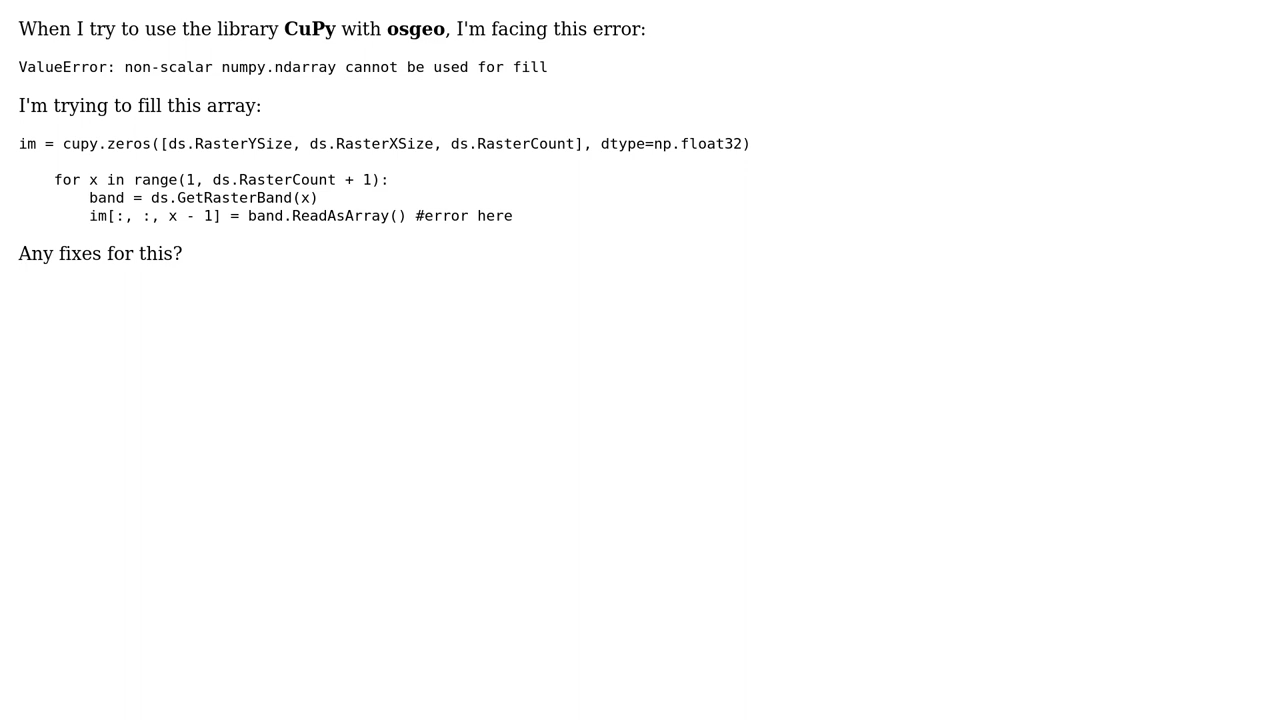 When I try to use the library CuPy with osgeo, I'm facing this error:
ValueError: non-scalar numpy.ndarray cannot be used for fill
I'm trying to fill this array:
im = cupy.zeros([ds.RasterYSize, ds.RasterXSize, ds.RasterCount], dtype=np.float32)
    for x in range(1, ds.RasterCount + 1):
        band = ds.GetRasterBand(x)
        im[:, :, x - 1] = band.ReadAsArray() #error here
Any fixes for this?